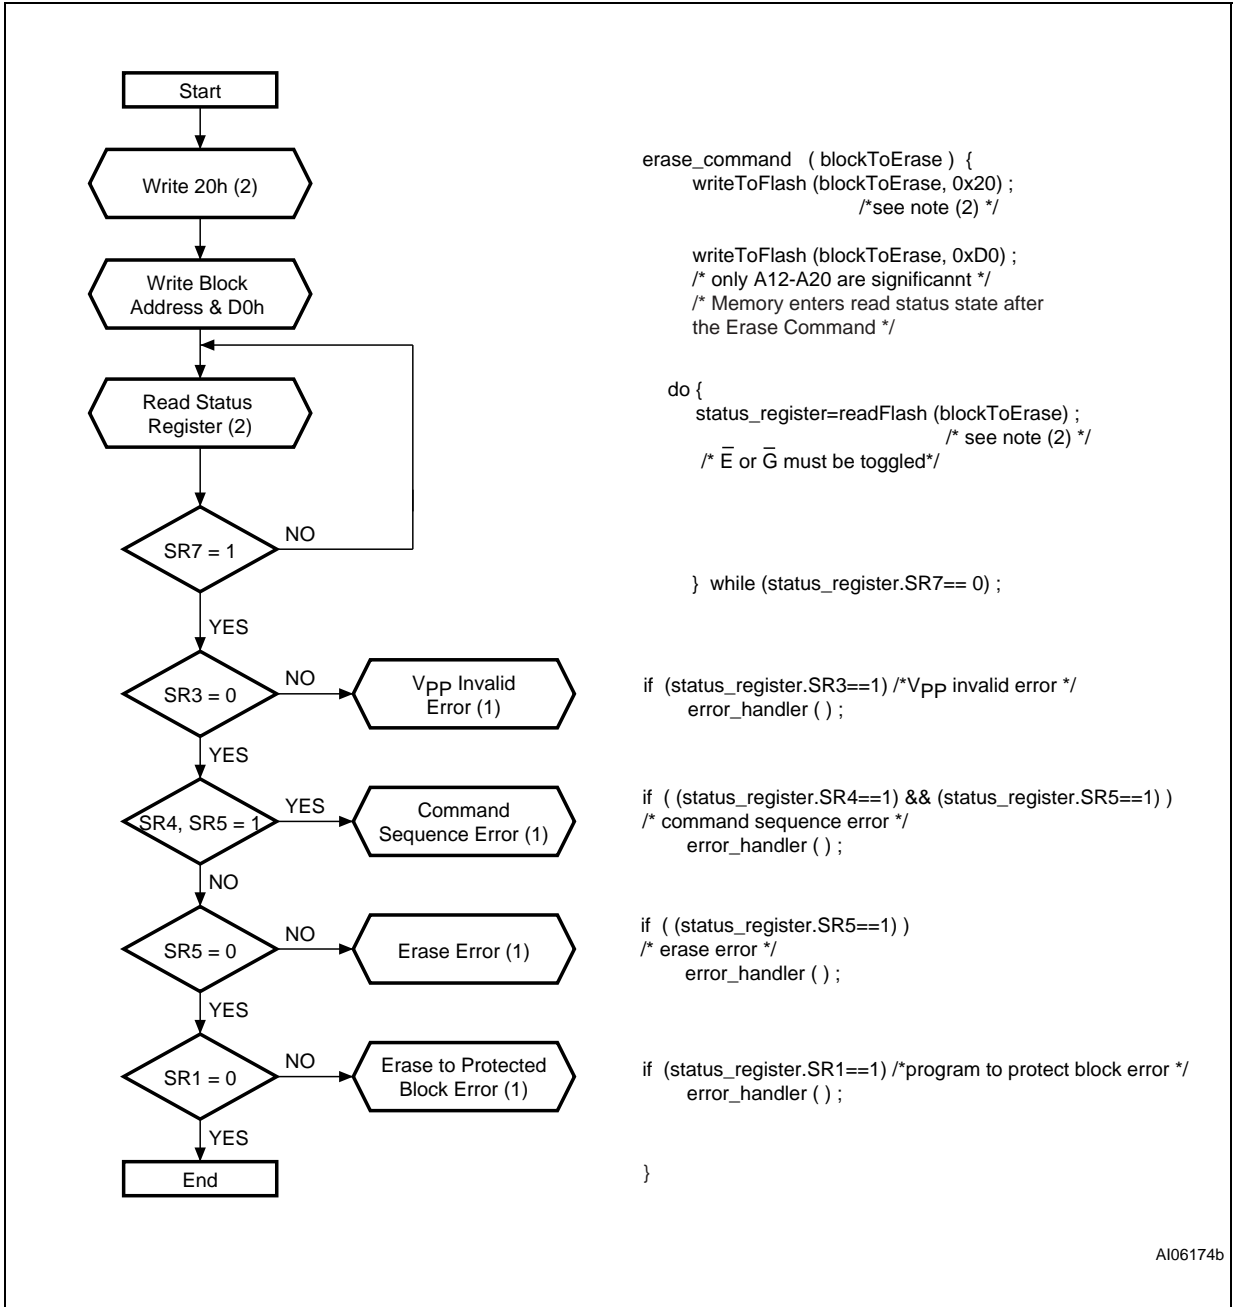 Start
Write 20h (2)
Write Block
Address & D0h
Read Status
Register (2)
SR7 = 1
NO
YES
SR3 = 0
NO
VPP Invalid
Error (1)
YES
SR4, SR5 = 1
YES
Command
Sequence Error (1)
NO
SR5 = 0
NO
Erase Error (1)
YES
SR1 = 0
NO
Erase to Protected
Block Error (1)
YES
End
erase_command ( blockToErase ) {
writeToFlash (blockToErase, 0x20) ;
/*see note (2) */
writeToFlash (blockToErase, 0xD0) ;
/* only A12-A20 are significannt */
/* Memory enters read status state after
the Erase Command */
do {
status_register=readFlash (blockToErase) ;
/* see note (2) */
/* E̅ or G̅ must be toggled*/
} while (status_register.SR7== 0) ;
if (status_register.SR3==1) /*VPP invalid error */
error_handler ( ) ;
if ( (status_register.SR4==1) && (status_register.SR5==1) )
/* command sequence error */
error_handler ( ) ;
if ( (status_register.SR5==1) )
/* erase error */
error_handler ( ) ;
if (status_register.SR1==1) /*program to protect block error */
error_handler ( ) ;
}
AI06174b